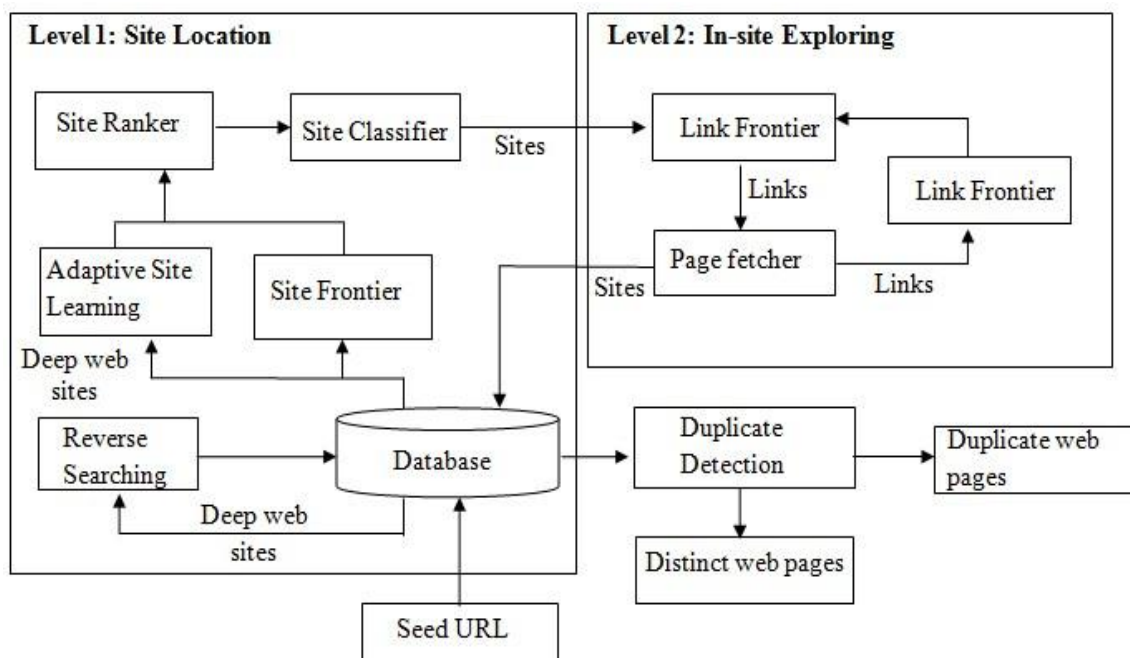 Level 1: Site Location
Level 2: In-site Exploring
Site Ranker
Site Classifier
Sites
Link Frontier
Links
Link Frontier
Adaptive Site
Learning
Site Frontier
Page fetcher
Sites
Links
Deep web
sites
Reverse
Searching
Database
Duplicate
Detection
Duplicate web
pages
Deep web
sites
Distinct web pages
Seed URL